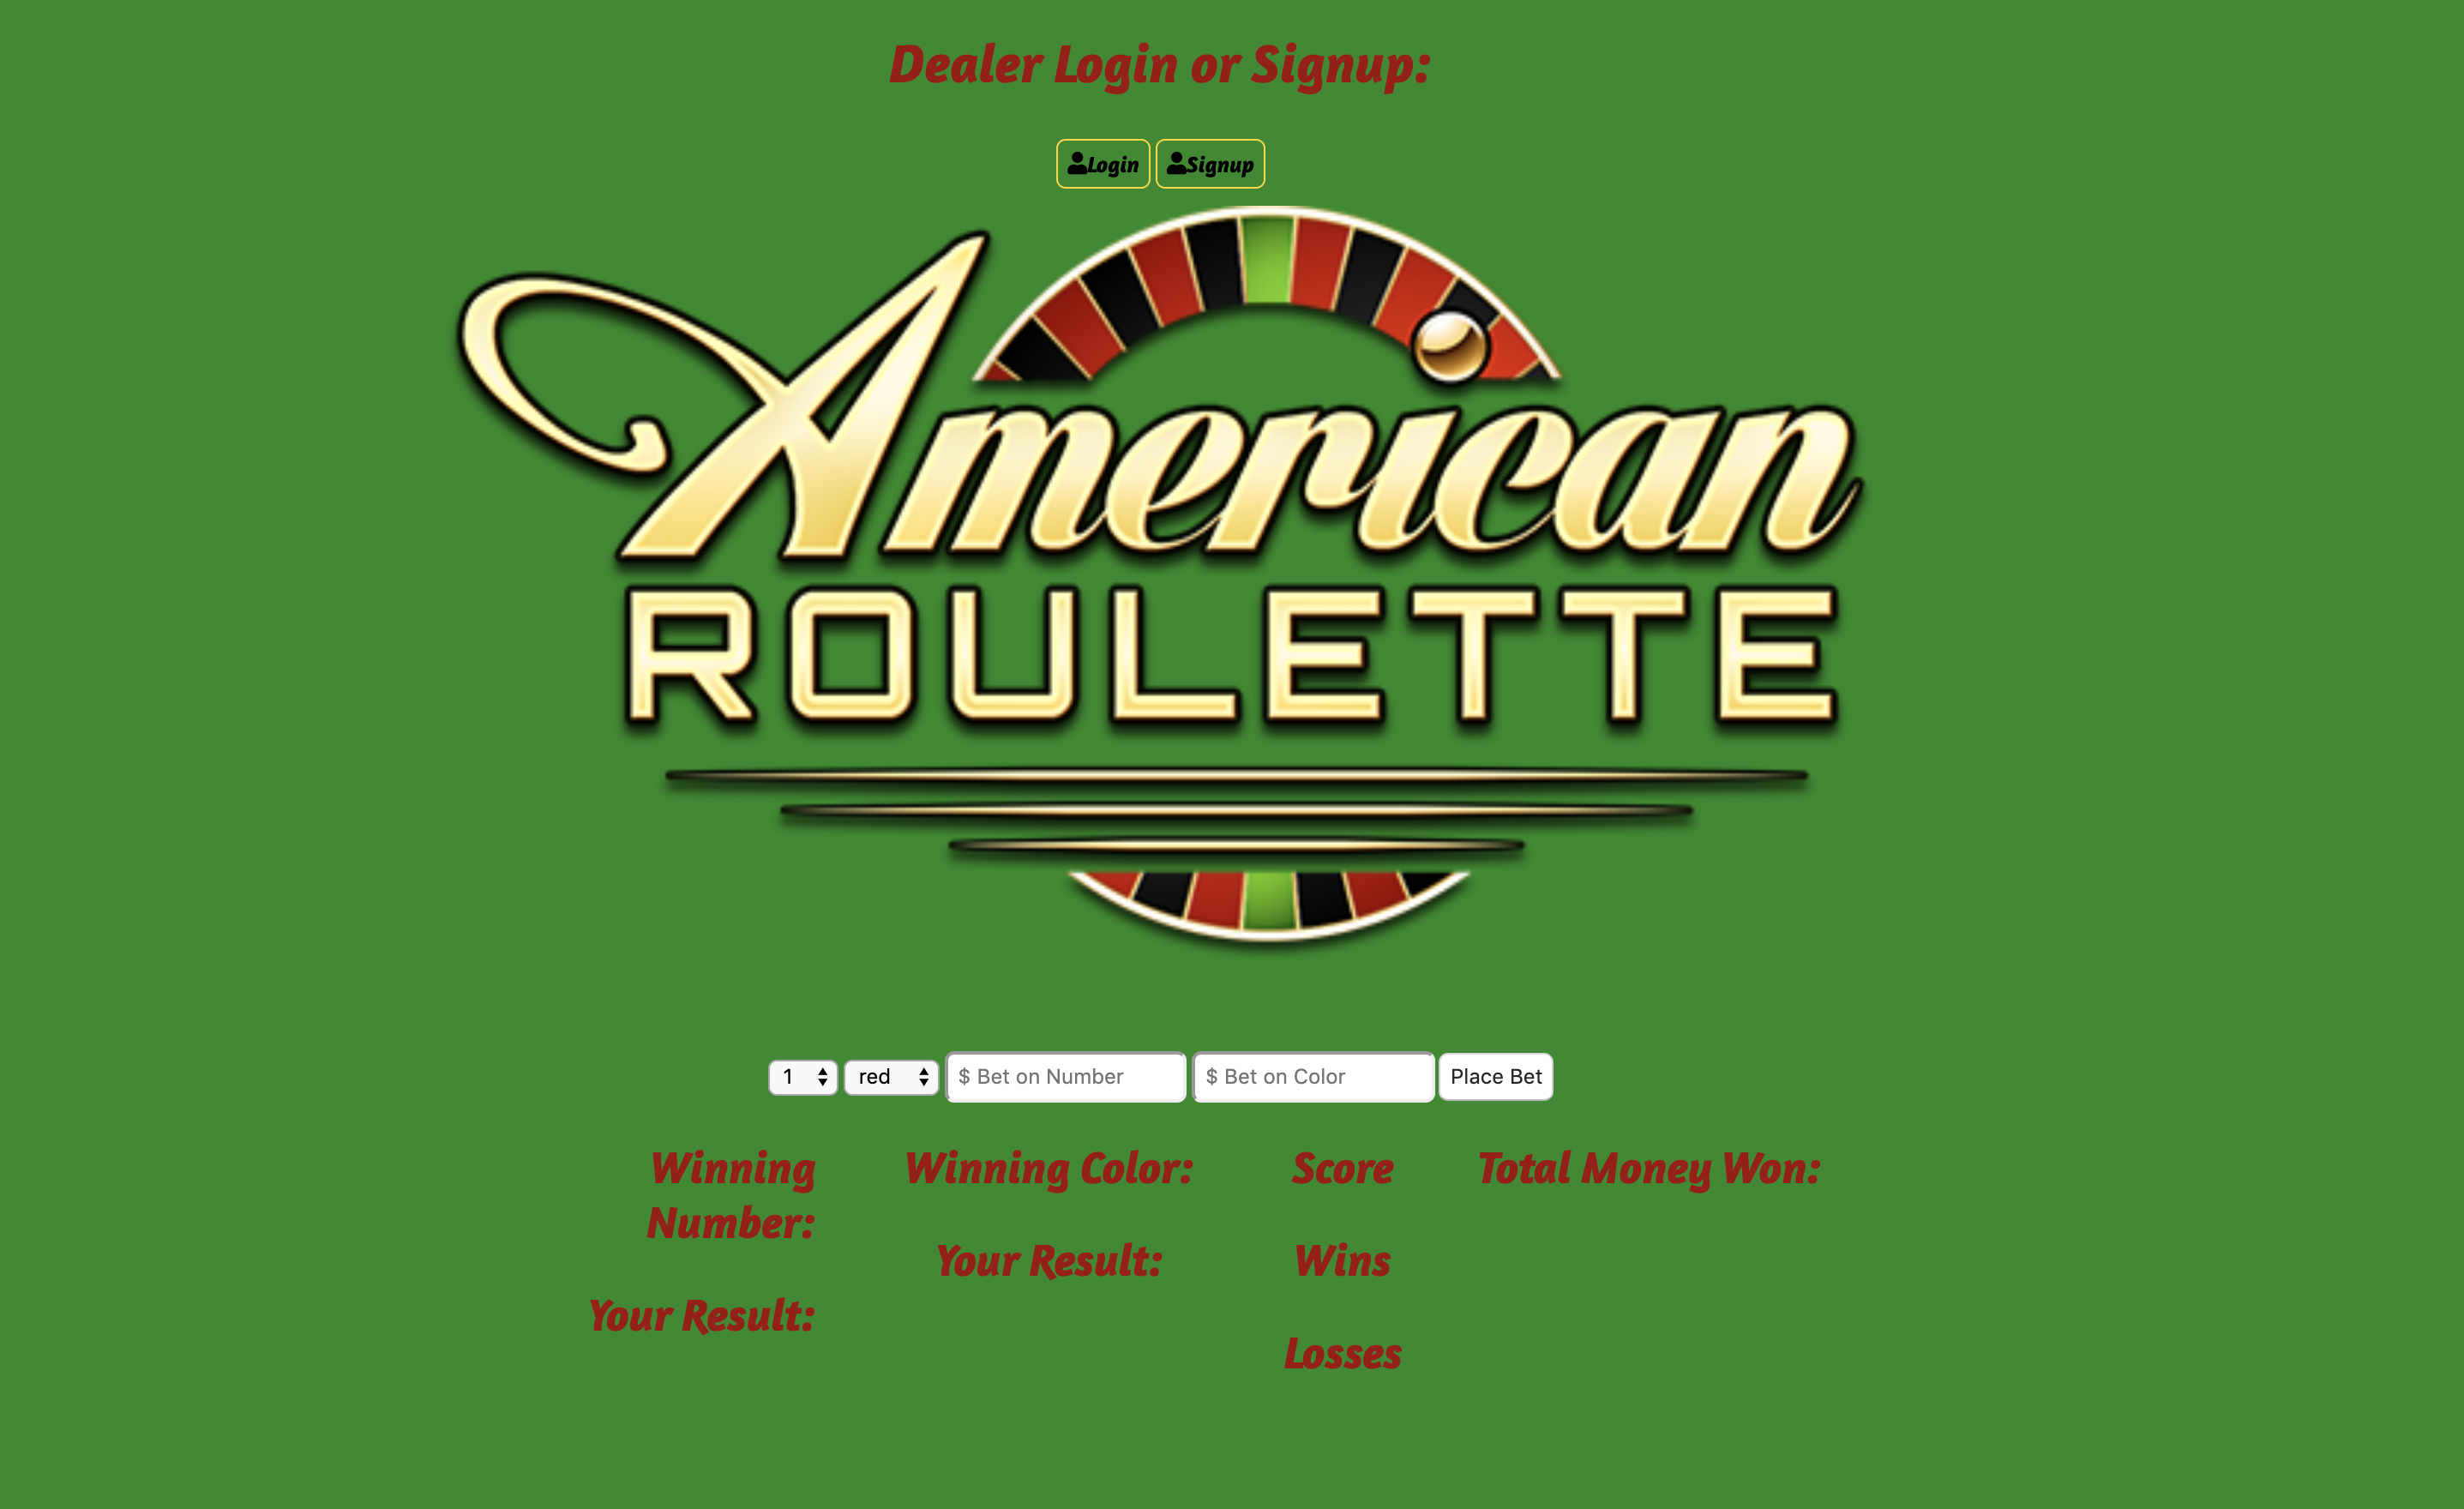 Dealer Login or Signup:
Login
Signup
American
ROULETTE
1
red
$ Bet on Number
$ Bet on Color
Place Bet
Winning
Number:
Your Result:
Winning Color:
Your Result:
Score
Wins
Losses
Total Money Won: